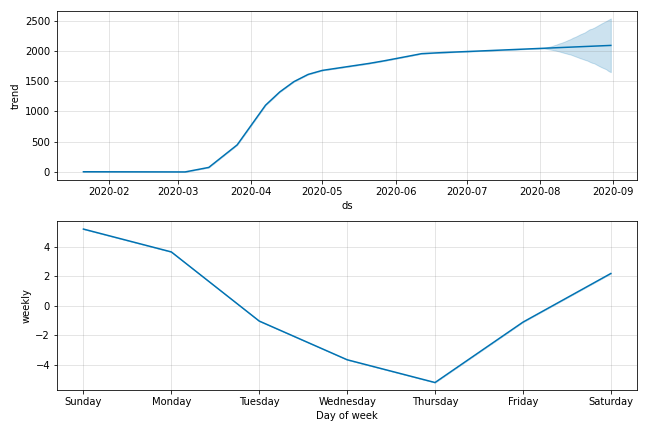 2500
2000
1500
1000
500
0
trend
2020-02 2020-03 2020-04 2020-05 2020-06 2020-07 2020-08 2020-09
ds
4
2
0
−2
−4
weekly
Sunday Monday Tuesday Wednesday Thursday Friday Saturday
Day of week